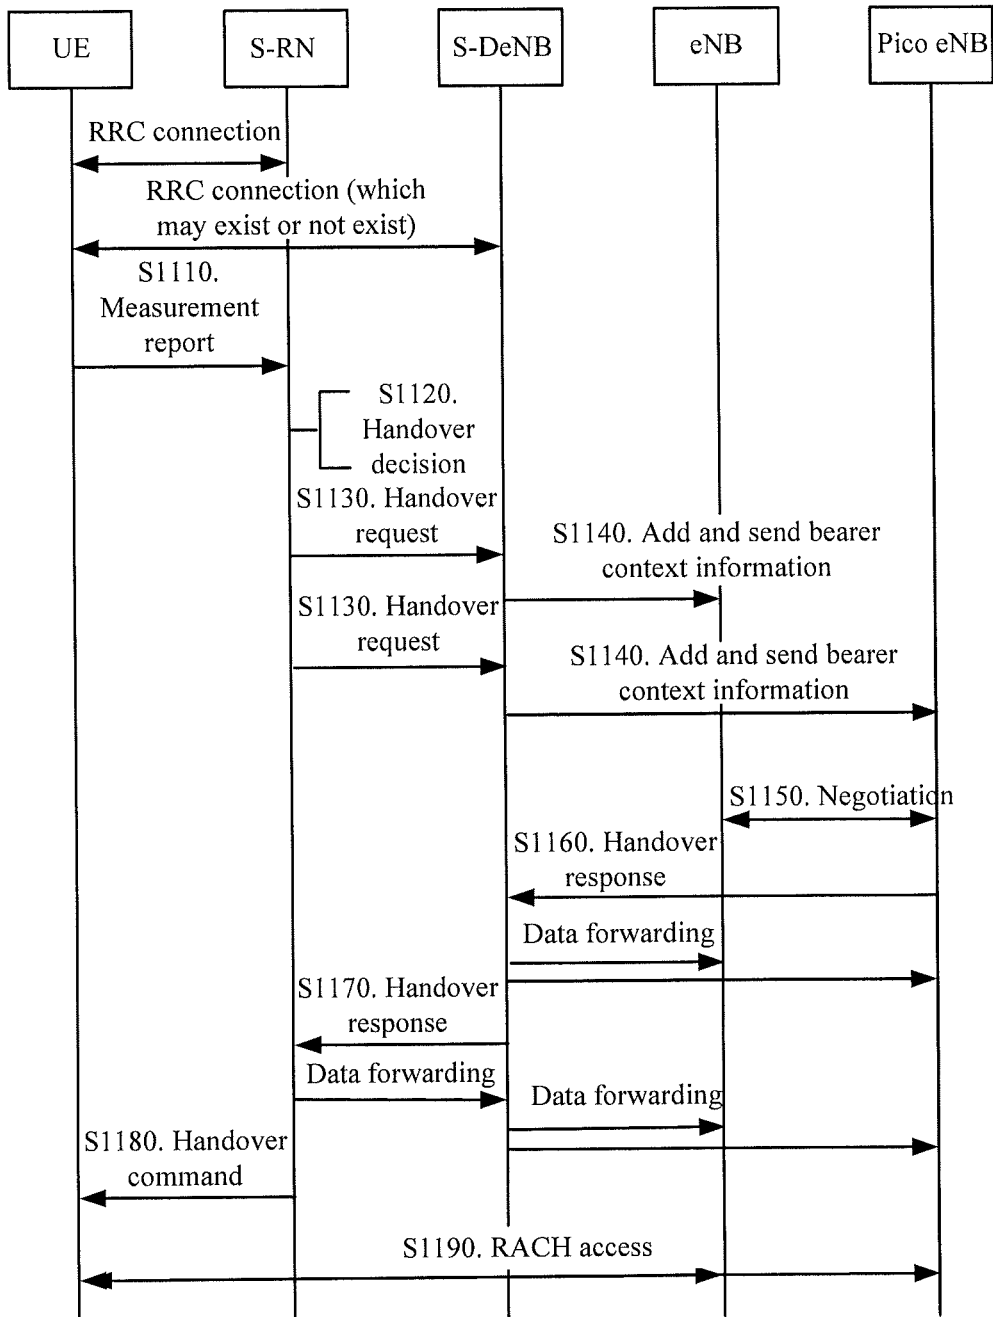 UE
S-RN
S-DeNB
eNB
Pico eNB
RRC connection
RRC connection (which
may exist or not exist)
S1110.
Measurement
report
S1120.
Handover
decision
S1130. Handover
request
S1140. Add and send bearer
context information
S1130. Handover
request
S1140. Add and send bearer
context information
S1150. Negotiation
S1160. Handover
response
Data forwarding
S1170. Handover
response
Data forwarding
Data forwarding
S1180. Handover
command
S1190. RACH access